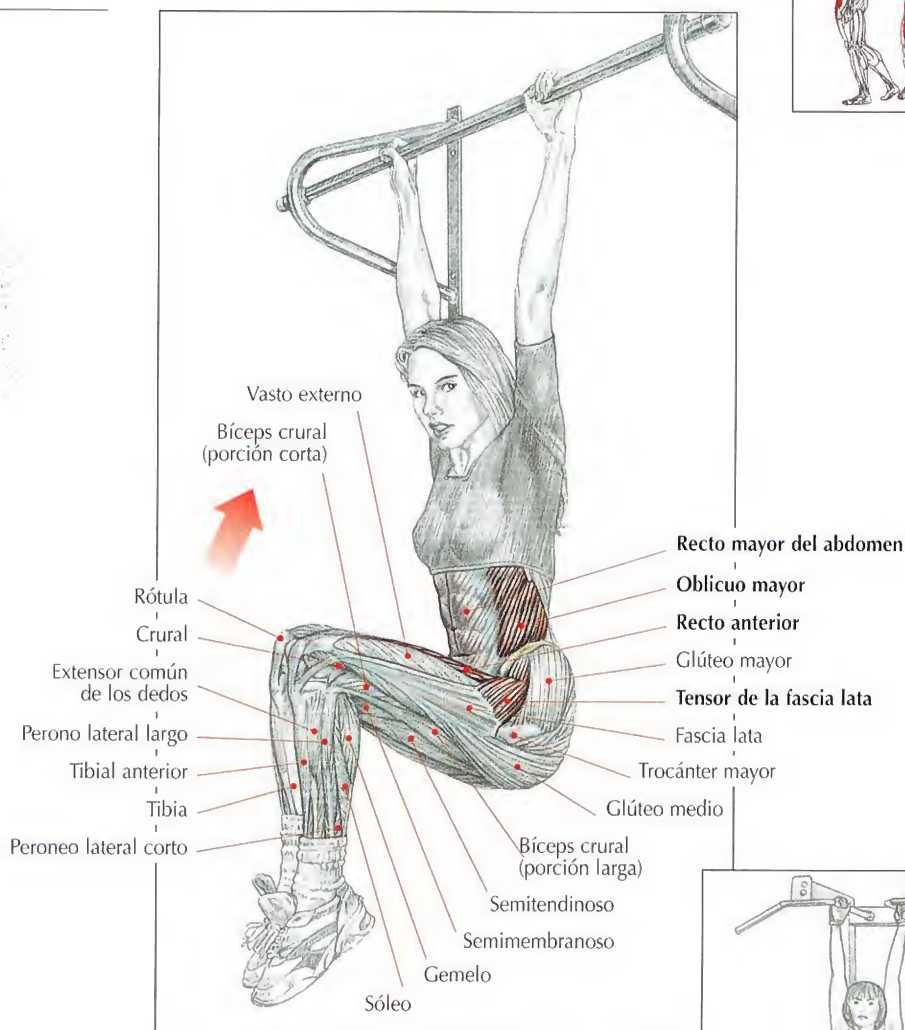 Vasto externo
Bíceps crural
(porción corta)
Rótula
Crural
Extensor común
de los dedos
Perono lateral largo
Tibial anterior
Tibia
Peroneo lateral corto
Recto mayor del abdomen
Oblicuo mayor
Recto anterior
Glúteo mayor
Tensor de la fascia lata
Fascia lata
Trocánter mayor
Glúteo medio
Bíceps crural
(porción larga)
Semitendinoso
Semimembranoso
Gemelo
Sóleo